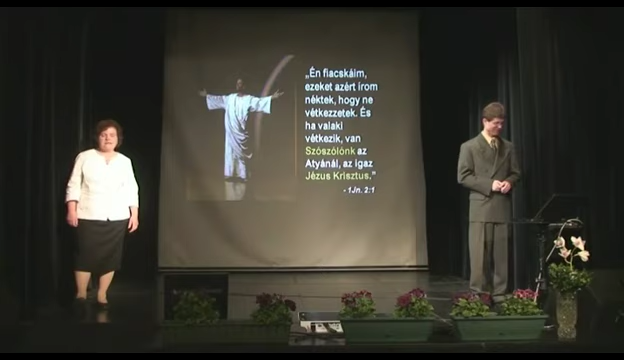 „Én fiacskáim,
ezeket azért írom
néktek, hogy ne
vétkezzetek. És
ha valaki
vétkezik, van
Szószólónk az
Atyánál, az igaz
Jézus Krisztus."
- 1Jn. 2:1